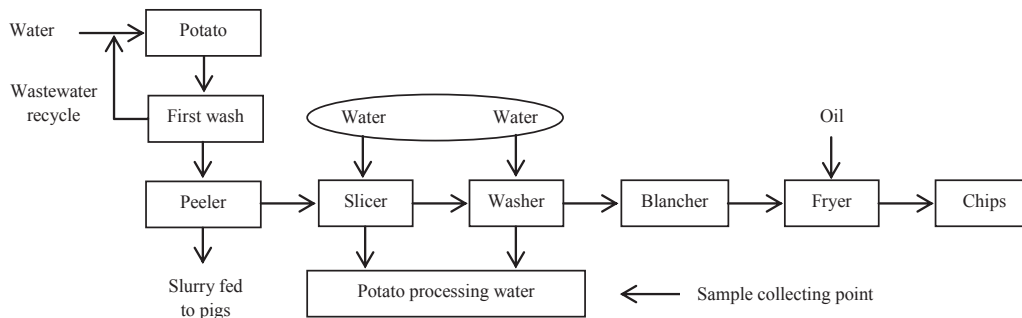 Water
Potato
Wastewater
recycle
First wash
Water
Water
Oil
Peeler
Slicer
Washer
Blancher
Fryer
Chips
Slurry fed
to pigs
Potato processing water
Sample collecting point